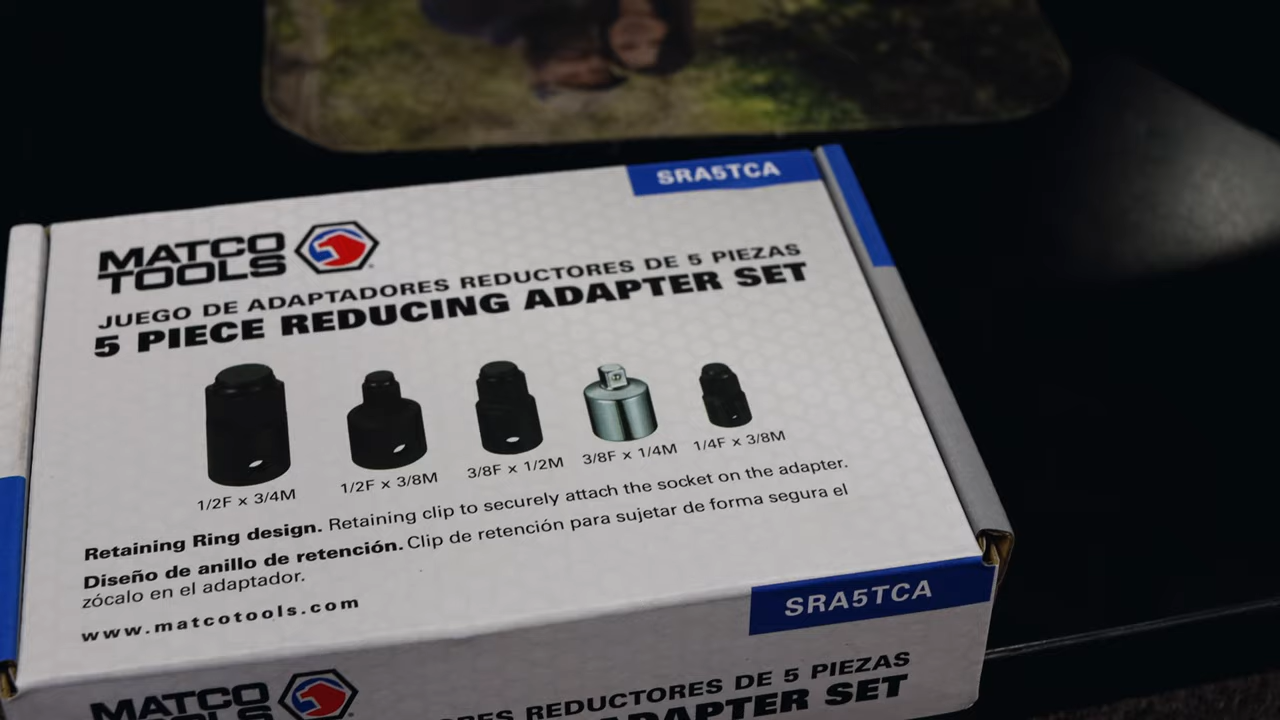 SRA5TCA
MATCO
TOOLS
JUEGO DE ADAPTADORES REDUCTORES DE 5 PIEZAS
5 PIECE REDUCING ADAPTER SET
1/2F x 3/4M
1/2F x 3/8M
3/8F x 1/2M
3/8F x 1/4M
1/4F x 3/8M
Retaining Ring design. Retaining clip to securely attach the socket on the adapter.
Diseño de anillo de retención. Clip de retención para sujetar de forma segura el
zócalo en el adaptador.
www.matcotools.com
SRA5TCA
MATCO
TOOLS
REDUCTORES DE 5 PIEZAS
ADAPTER SET